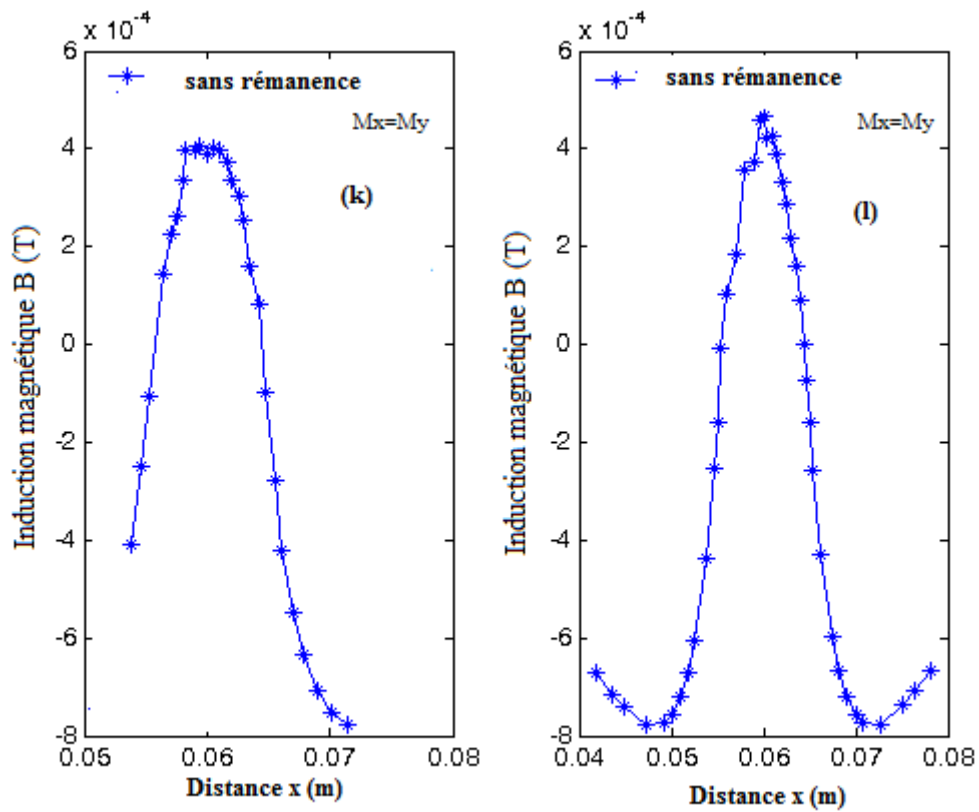 x 10⁻⁴
6
4
2
0
-2
-4
-6
-8
0.05
0.06
0.07
0.08
Induction magnétique B (T)
Distance x (m)
sans rémanence
Mx=My
(k)
x 10⁻⁴
6
4
2
0
-2
-4
-6
-8
0.04
0.05
0.06
0.07
0.08
Induction magnétique B (T)
Distance x (m)
sans rémanence
Mx=My
(l)